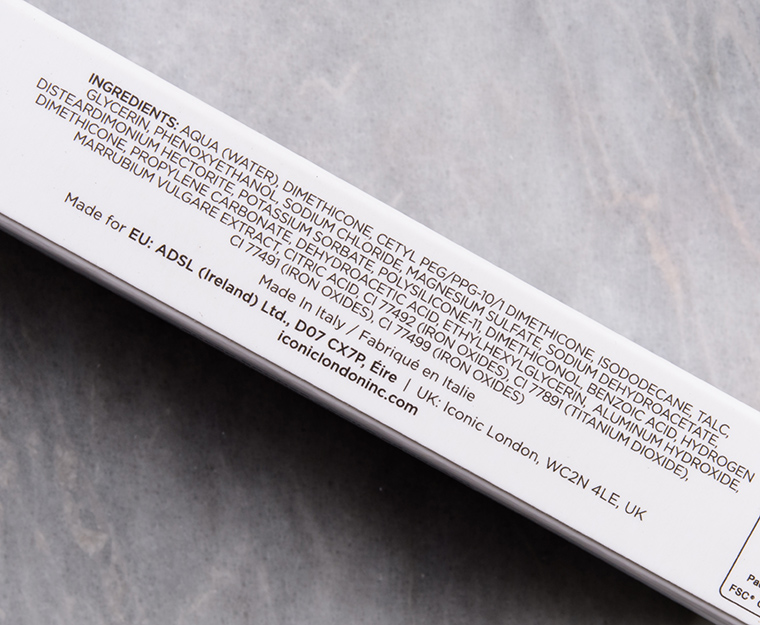 INGREDIENTS: AQUA (WATER), DIMETHICONE, CETYL PEG/PPG-10/1 DIMETHICONE, ISODODECANE, TALC,
GLYCERIN, PHENOXYETHANOL, SODIUM CHLORIDE, MAGNESIUM SULFATE, SODIUM DEHYDROACETATE,
DISTEARDIMONIUM HECTORITE, POTASSIUM SORBATE, POLYSILICONE-11, DIMETHICONOL, BENZOIC ACID, HYDROGEN
DIMETHICONE, PROPYLENE CARBONATE, DEHYDROACETIC ACID, ETHYLHEXYLGLYCERIN, ALUMINUM HYDROXIDE,
MARRUBIUM VULGARE EXTRACT, CITRIC ACID, CI 77492 (IRON OXIDES), CI 77891 (TITANIUM DIOXIDE),
CI 77491 (IRON OXIDES), CI 77499 (IRON OXIDES)
Made In Italy / Fabriqué en Italie
Made for EU: ADSL (Ireland) Ltd., D07 CX7P, Éire | UK: Iconic London, WC2N 4LE, UK
iconiclondoninc.com
FSC®